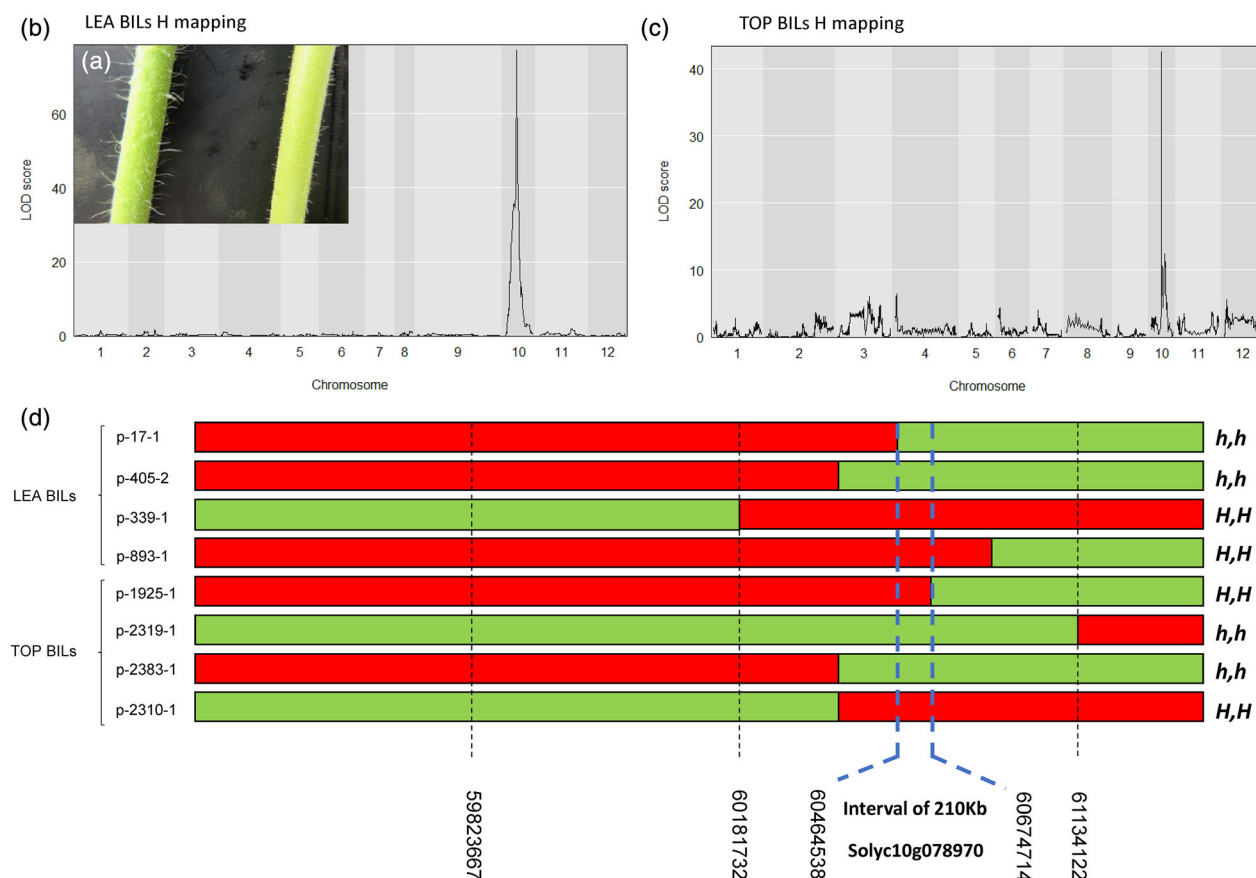 (b)
LEA BILs H mapping
(a)
60
40
20
0
LOD score
1 2 3 4 5 6 7 8 9 10 11 12
Chromosome
(c)
TOP BILs H mapping
40
30
20
10
0
LOD score
1 2 3 4 5 6 7 8 9 10 11 12
Chromosome
(d)
LEA BILs
p-17-1 h,h
p-405-2 h,h
p-339-1 H,H
p-893-1 H,H
TOP BILs
p-1925-1 H,H
p-2319-1 h,h
p-2383-1 h,h
p-2310-1 H,H
59823667
60181732
60464538
Interval of 210Kb
Solyc10g078970
60674714
61134122